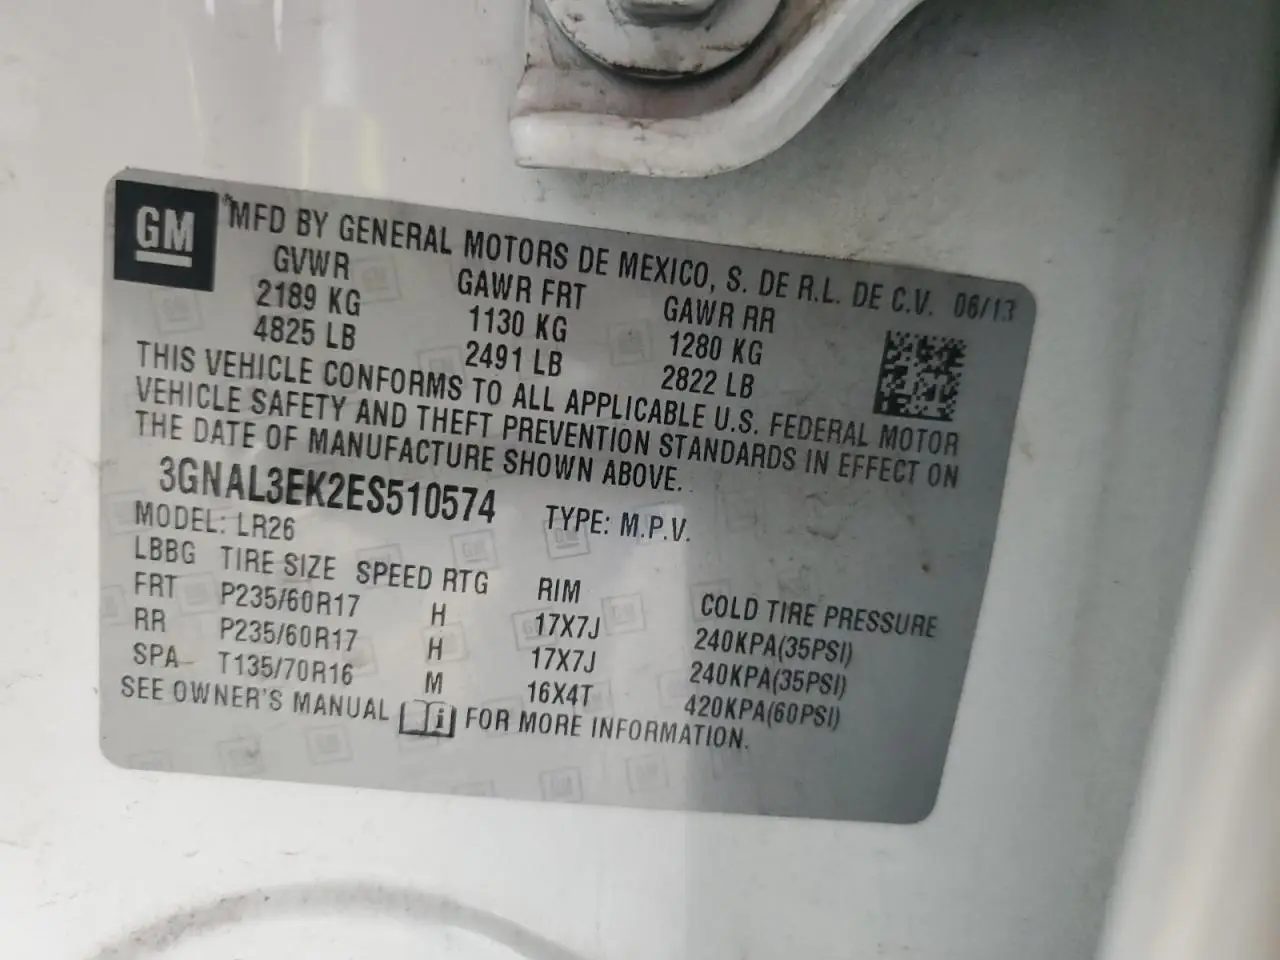 GM
MFD BY GENERAL MOTORS DE MEXICO, S. DE R.L. DE C.V. 06/13
GVWR GAWR FRT GAWR RR
2189 KG 1130 KG 1280 KG
4825 LB 2491 LB 2822 LB
THIS VEHICLE CONFORMS TO ALL APPLICABLE U.S. FEDERAL MOTOR
VEHICLE SAFETY AND THEFT PREVENTION STANDARDS IN EFFECT ON
THE DATE OF MANUFACTURE SHOWN ABOVE.
3GNAL3EK2ES510574 TYPE: M.P.V.
MODEL: LR26
LBBG TIRE SIZE SPEED RTG RIM COLD TIRE PRESSURE
FRT P235/60R17 H 17X7J 240KPA(35PSI)
RR P235/60R17 H 17X7J 240KPA(35PSI)
SPA T135/70R16 M 16X4T 420KPA(60PSI)
SEE OWNER'S MANUAL i FOR MORE INFORMATION.